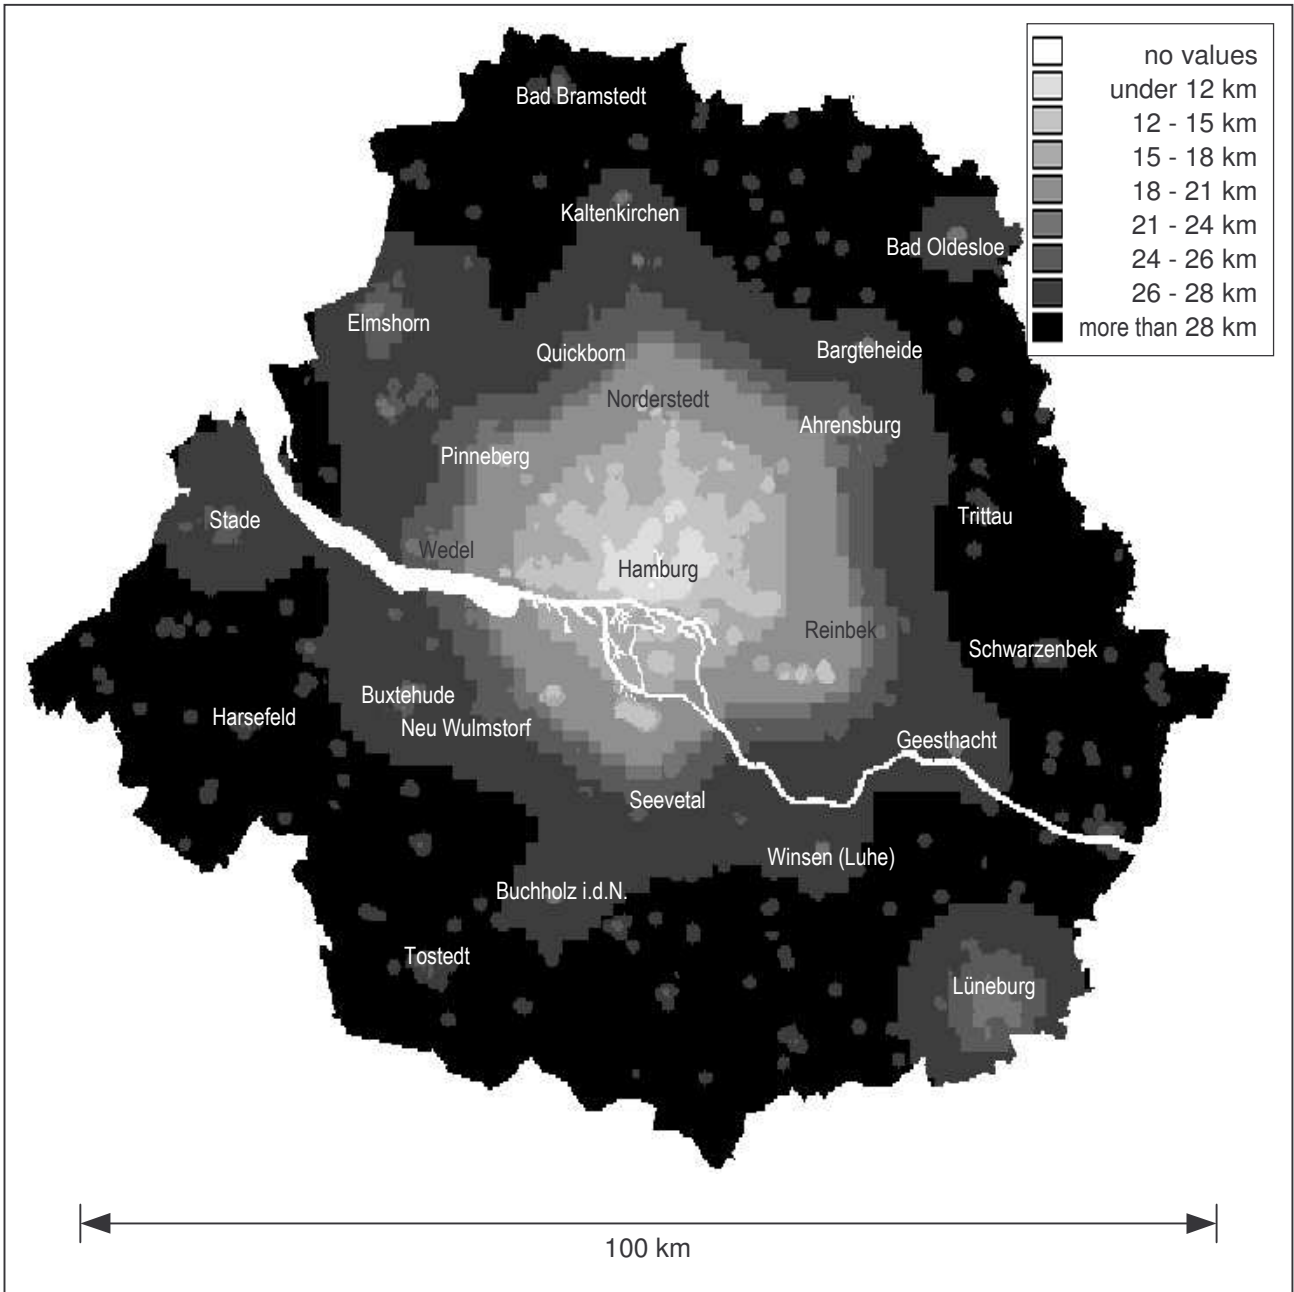 no values
under 12 km
12 - 15 km
15 - 18 km
18 - 21 km
21 - 24 km
24 - 26 km
26 - 28 km
more than 28 km
Bad Bramstedt
Kaltenkirchen
Bad Oldesloe
Elmshorn
Quickborn
Bargteheide
Norderstedt
Ahrensburg
Pinneberg
Stade
Trittau
Wedel
Hamburg
Reinbek
Schwarzenbek
Buxtehude
Harsefeld
Neu Wulmstorf
Geesthacht
Seevetal
Winsen (Luhe)
Buchholz i.d.N.
Tostedt
Lüneburg
100 km